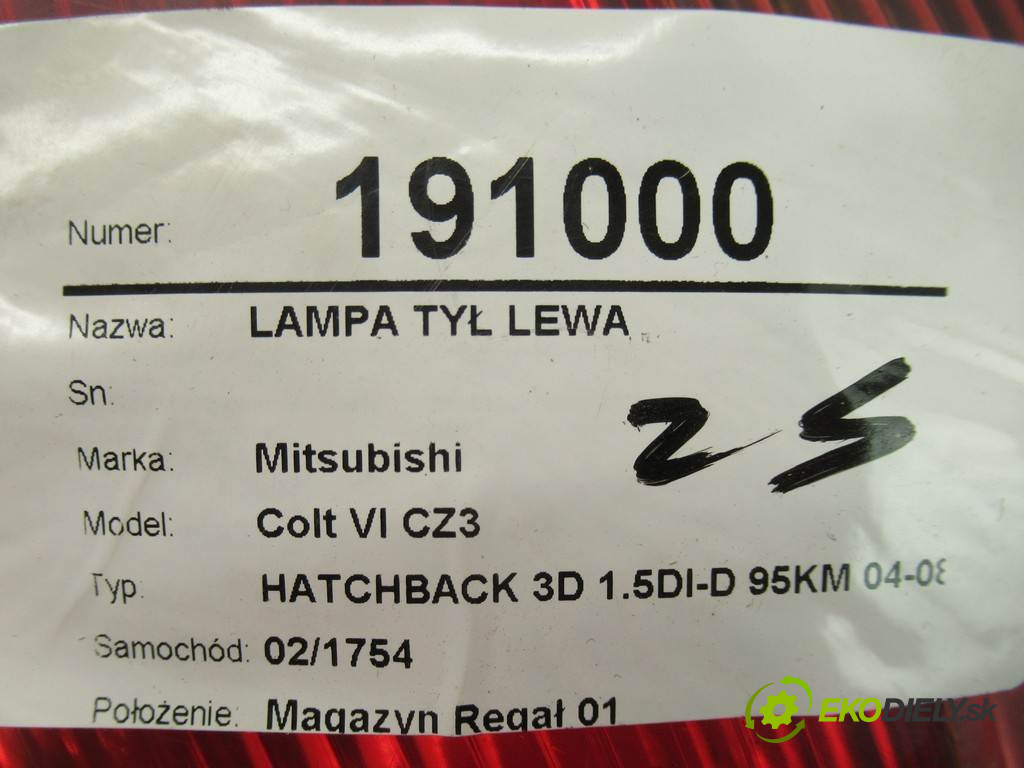 Numer: 191000
Nazwa: LAMPA TYŁ LEWA
Sn:
25
Marka: Mitsubishi
Model: Colt VI CZ3
Typ: HATCHBACK 3D 1.5DI-D 95KM 04-08
Samochód: 02/1754
Położenie: Magazyn Regał 01
EKODIELY.sk